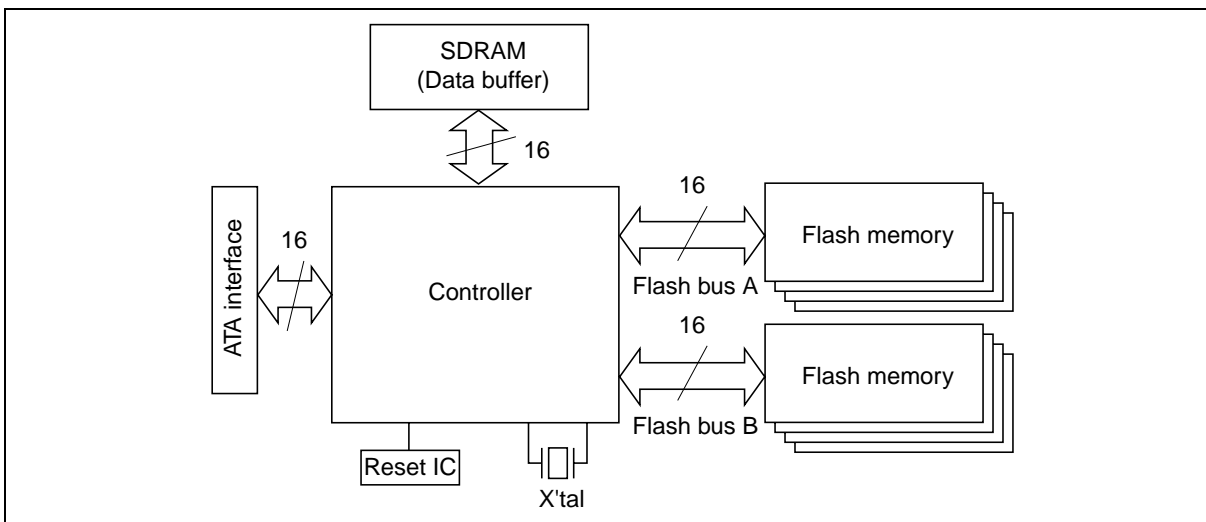 SDRAM
(Data buffer)
16
16
ATA interface
16
Controller
Flash memory
Flash bus A
16
Flash memory
Flash bus B
Reset IC
X'tal